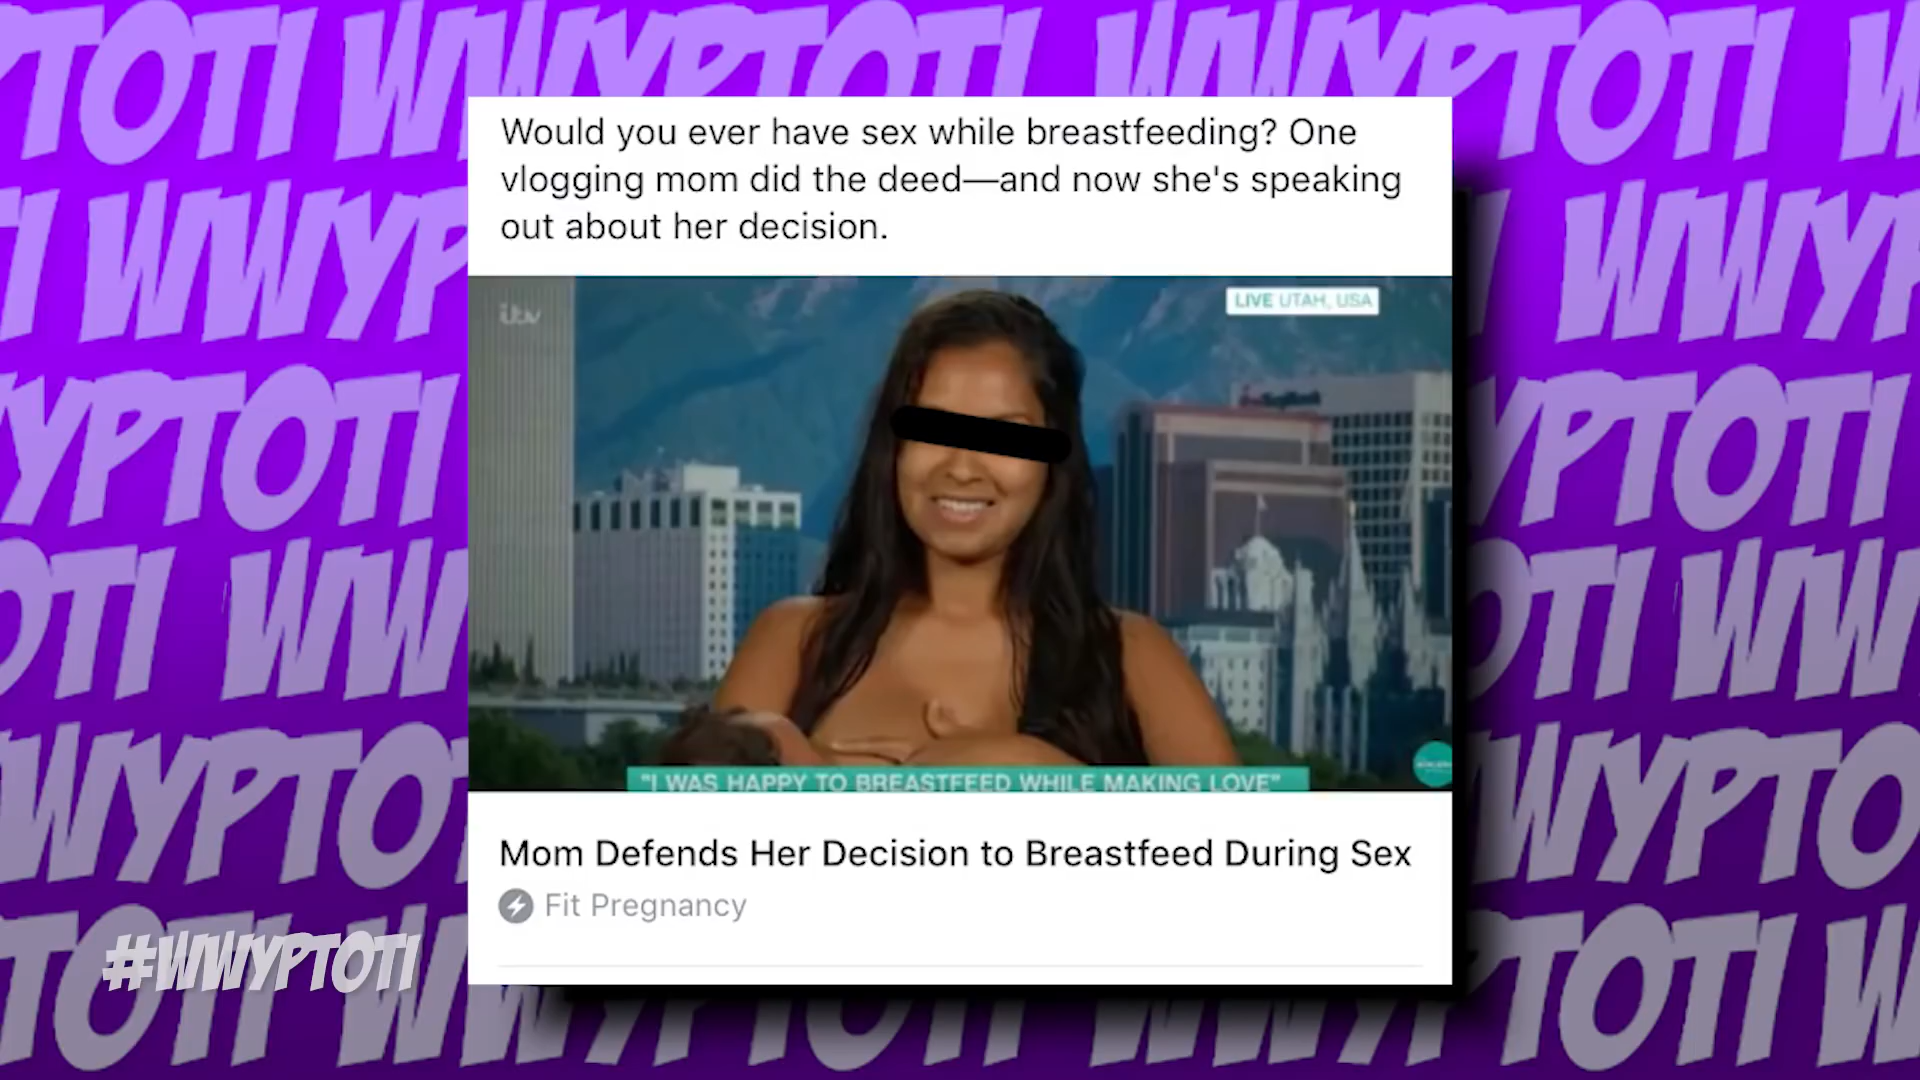 Would you ever have sex while breastfeeding? One
vlogging mom did the deed—and now she's speaking
out about her decision.
itv
LIVE UTAH, USA
"I WAS HAPPY TO BREASTFEED WHILE MAKING LOVE"
Mom Defends Her Decision to Breastfeed During Sex
Fit Pregnancy
#WWYPTOTI